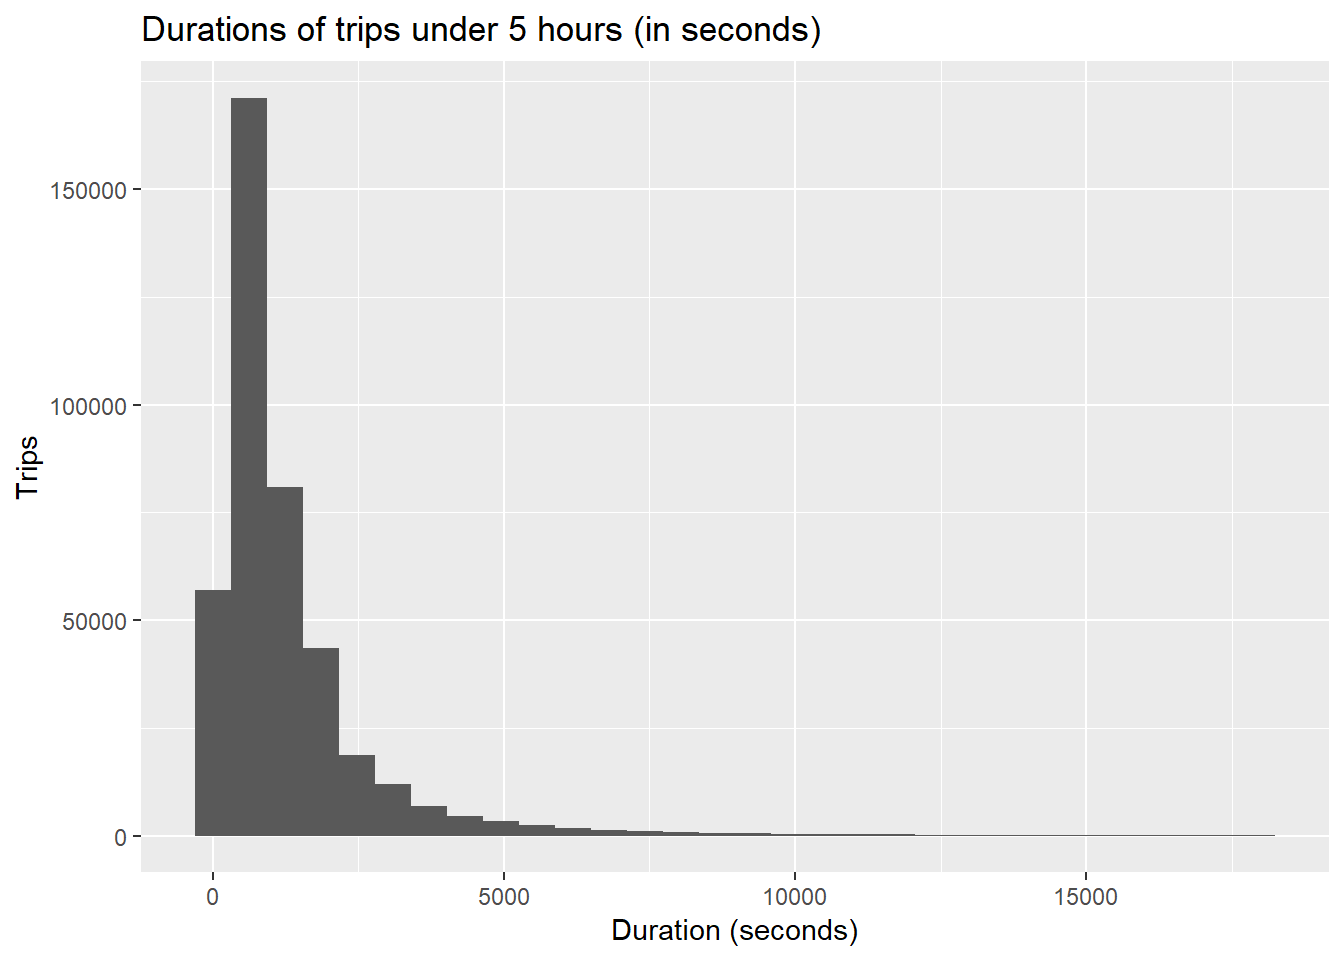 Durations of trips under 5 hours (in seconds)
150000
100000
50000
0
Trips
0 5000 10000 15000
Duration (seconds)